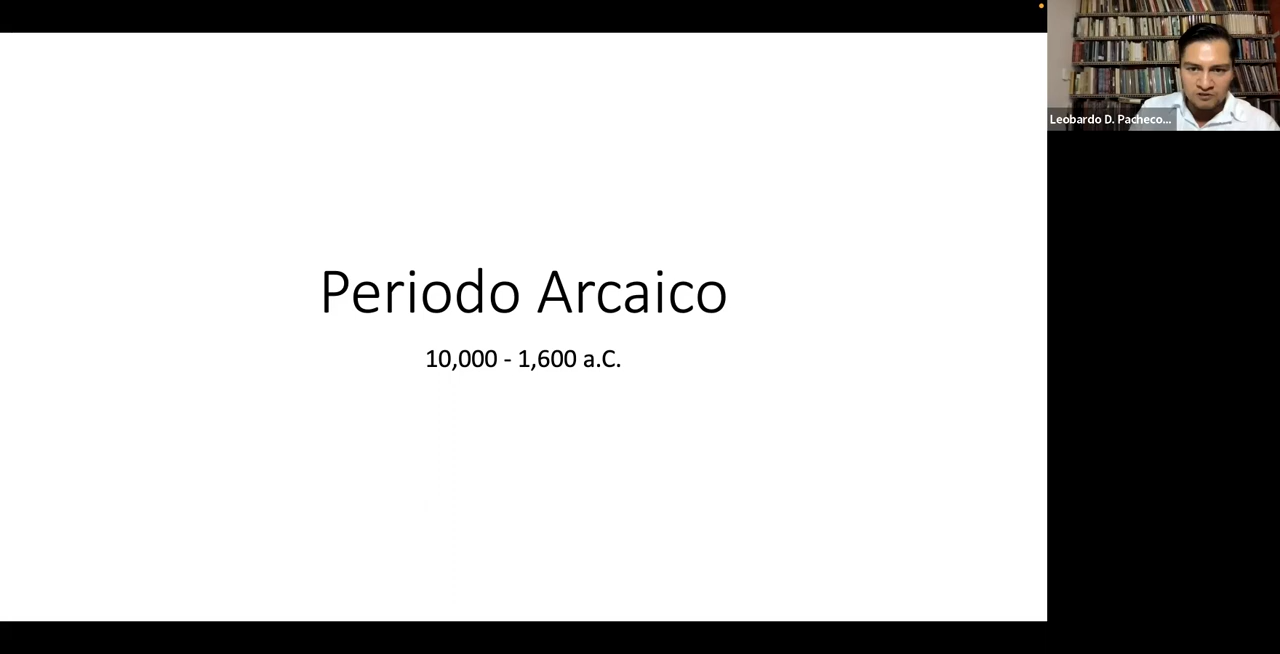 Periodo Arcaico
10,000 - 1,600 a.C.
Leobardo D. Pacheco...